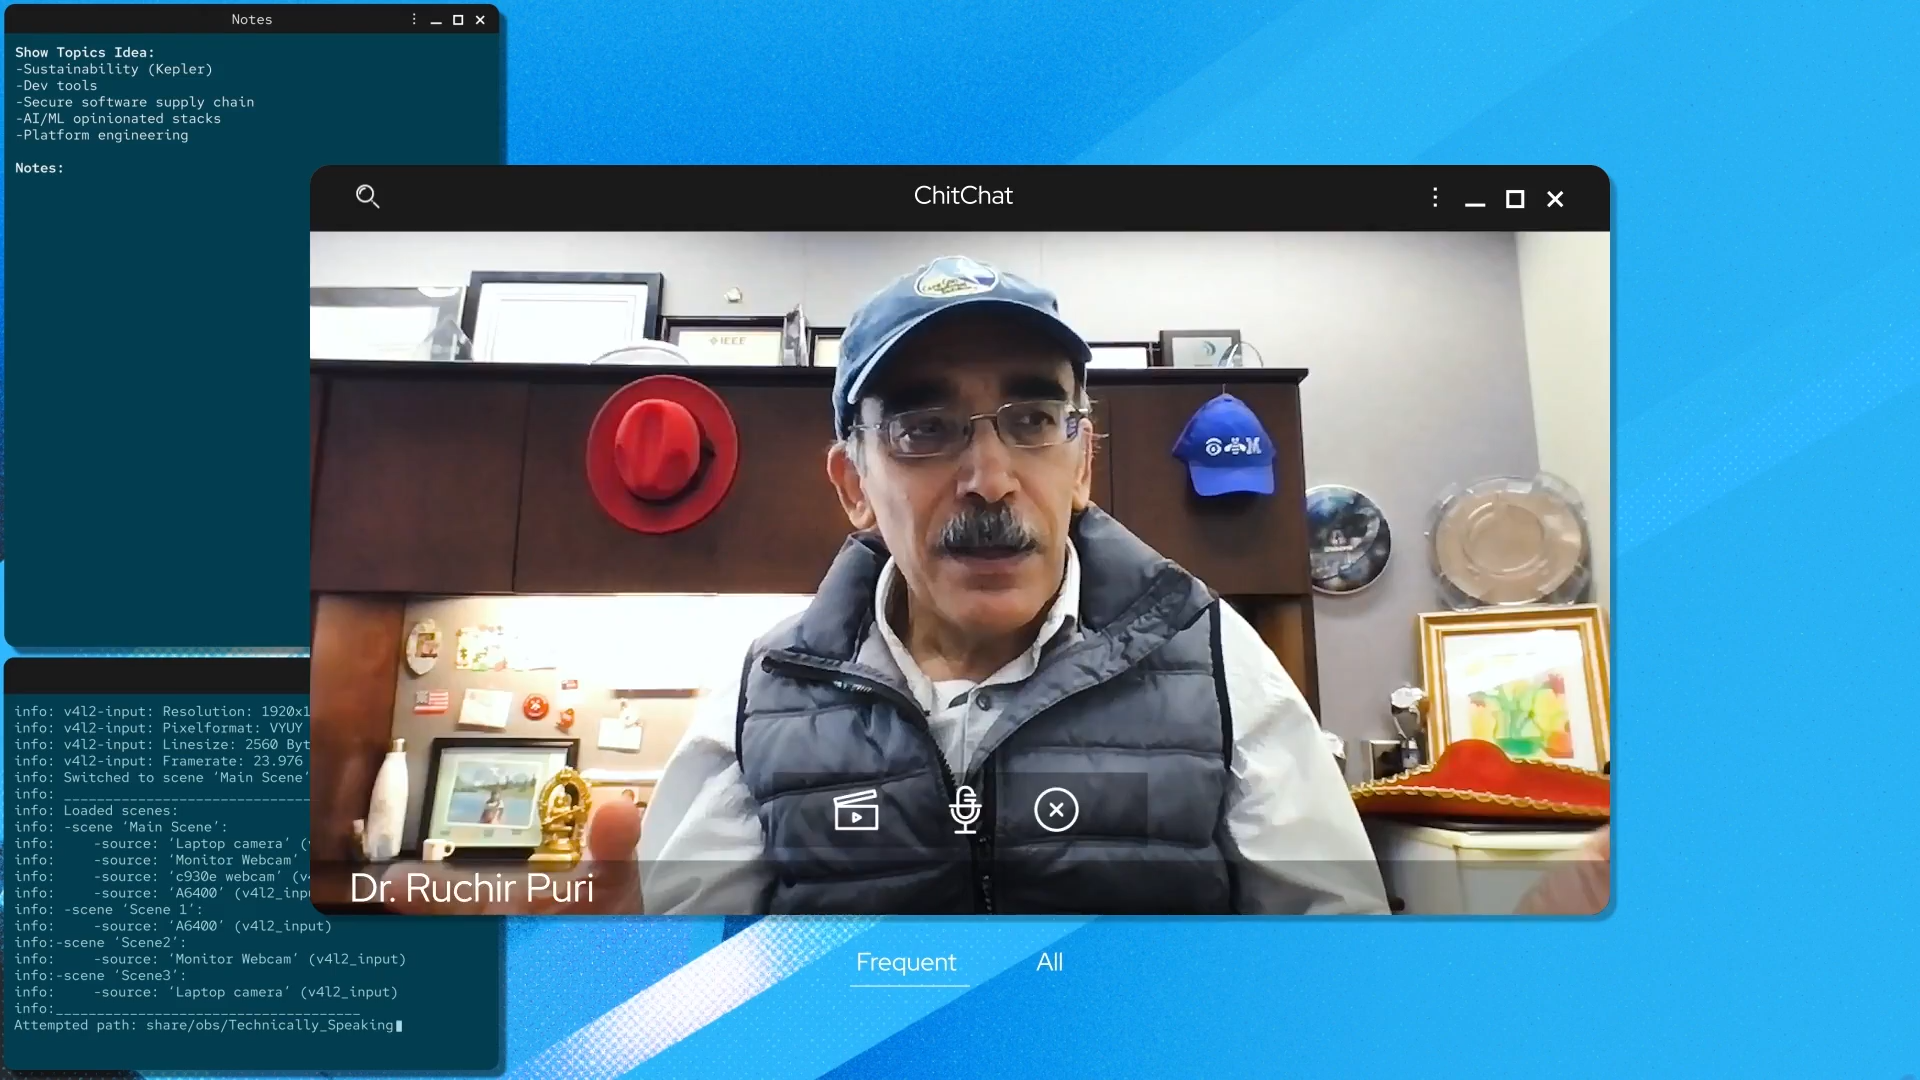 Notes
Show Topics Idea:
-Sustainability (Kepler)
-Dev tools
-Secure software supply chain
-AI/ML opinionated stacks
-Platform engineering
Notes:
ChitChat
IEEE
Dr. Ruchir Puri
info: v4l2-input: Resolution: 1920x1
info: v4l2-input: Pixelformat: VYUY
info: v4l2-input: Linesize: 2560 Byt
info: v4l2-input: Framerate: 23.976
info: Switched to scene ‘Main Scene’
info: ______________________________
info: Loaded scenes:
info: -scene ‘Main Scene’:
info:     -source: ‘Laptop camera’ (v
info:     -source: ‘Monitor Webcam’
info:     -source: ‘c930e webcam’ (v4
info:     -source: ‘A6400’ (v4l2_inpu
info: -scene ‘Scene 1’:
info:     -source: ‘A6400’ (v4l2_input)
info:-scene ‘Scene2’:
info:     -source: ‘Monitor Webcam’ (v4l2_input)
info:-scene ‘Scene3’:
info:     -source: ‘Laptop camera’ (v4l2_input)
info:_____________________________________
Attempted path: share/obs/Technically_Speaking
Frequent
All